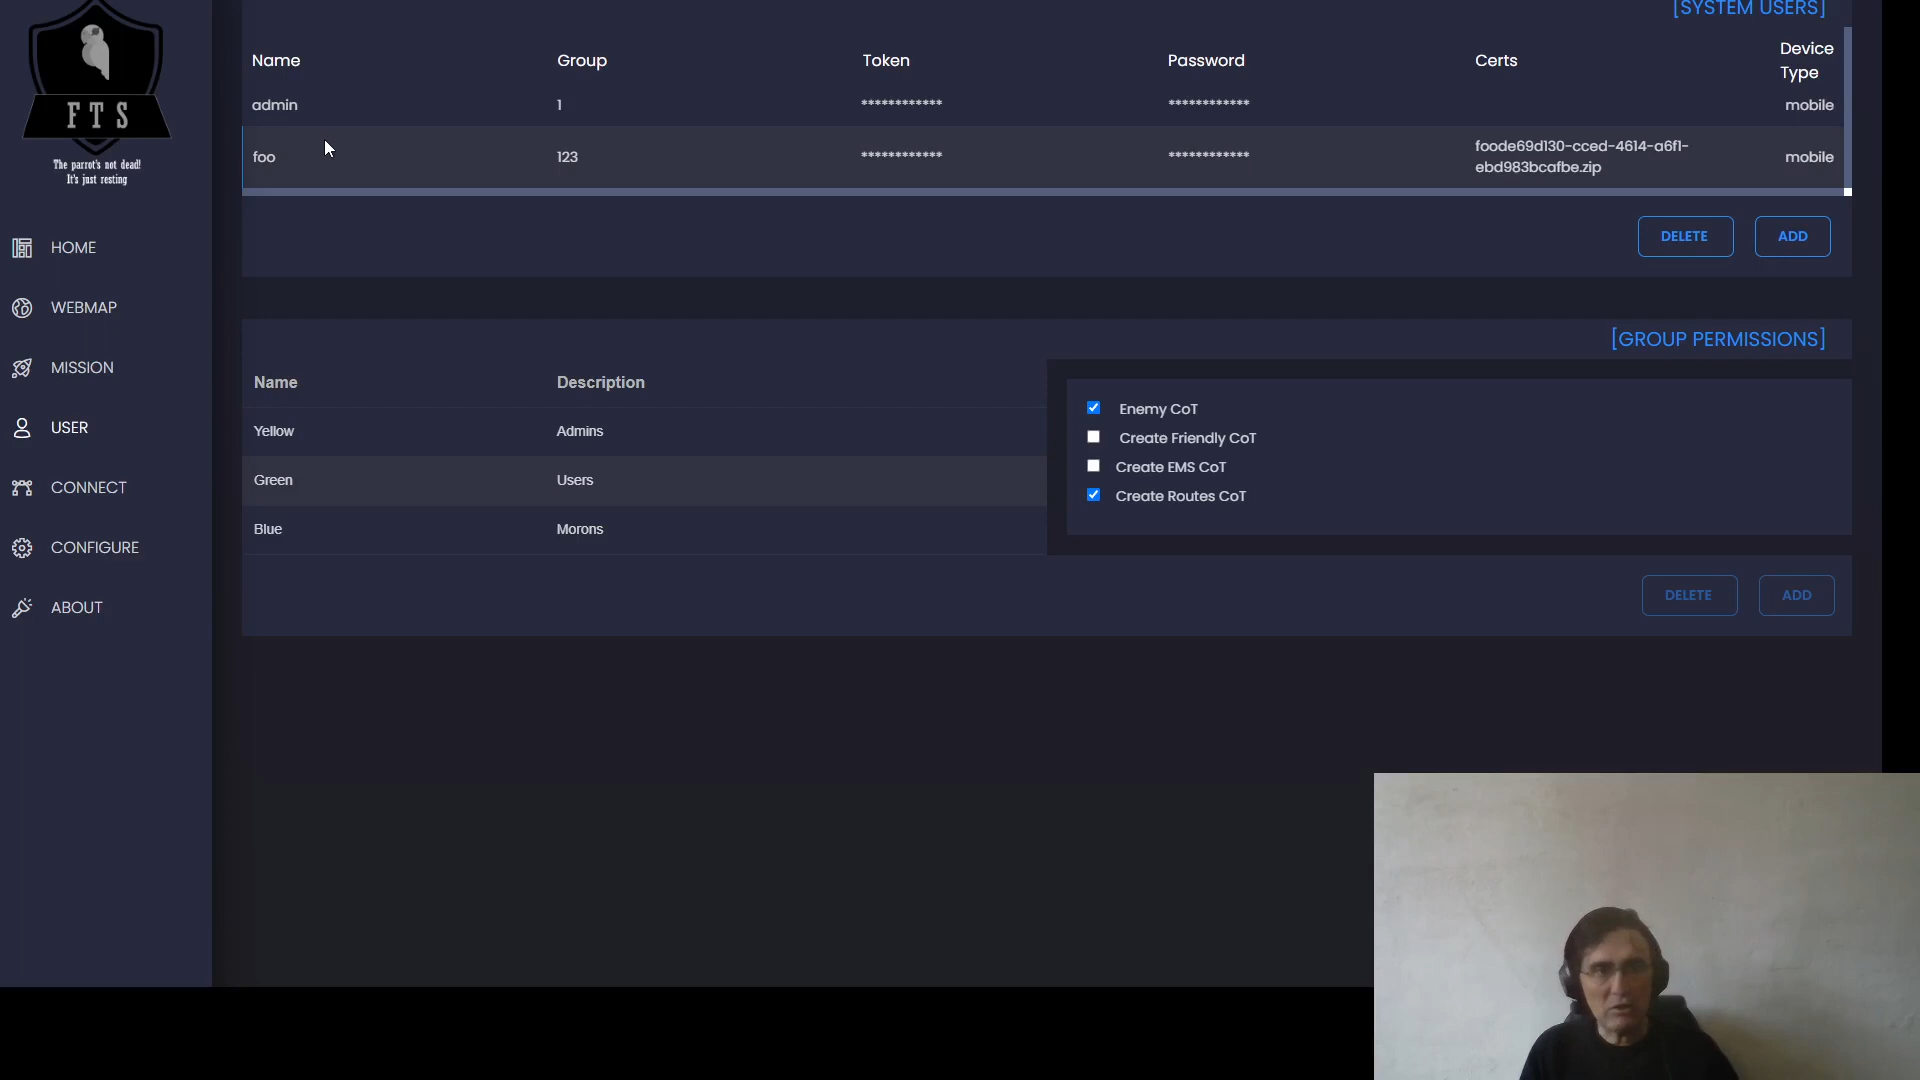 [SYSTEM USERS]
Name Group Token Password Certs Device Type
admin 1 ************ ************ mobile
foo 123 ************ ************ foode69d130-cced-4614-a6f1-ebd983bcafbe.zip mobile
DELETE ADD
[GROUP PERMISSIONS]
Name Description
Yellow Admins
Green Users
Blue Morons
Enemy CoT
Create Friendly CoT
Create EMS CoT
Create Routes CoT
DELETE ADD
FTS
The parrot's not dead!
It's just resting
HOME
WEBMAP
MISSION
USER
CONNECT
CONFIGURE
ABOUT